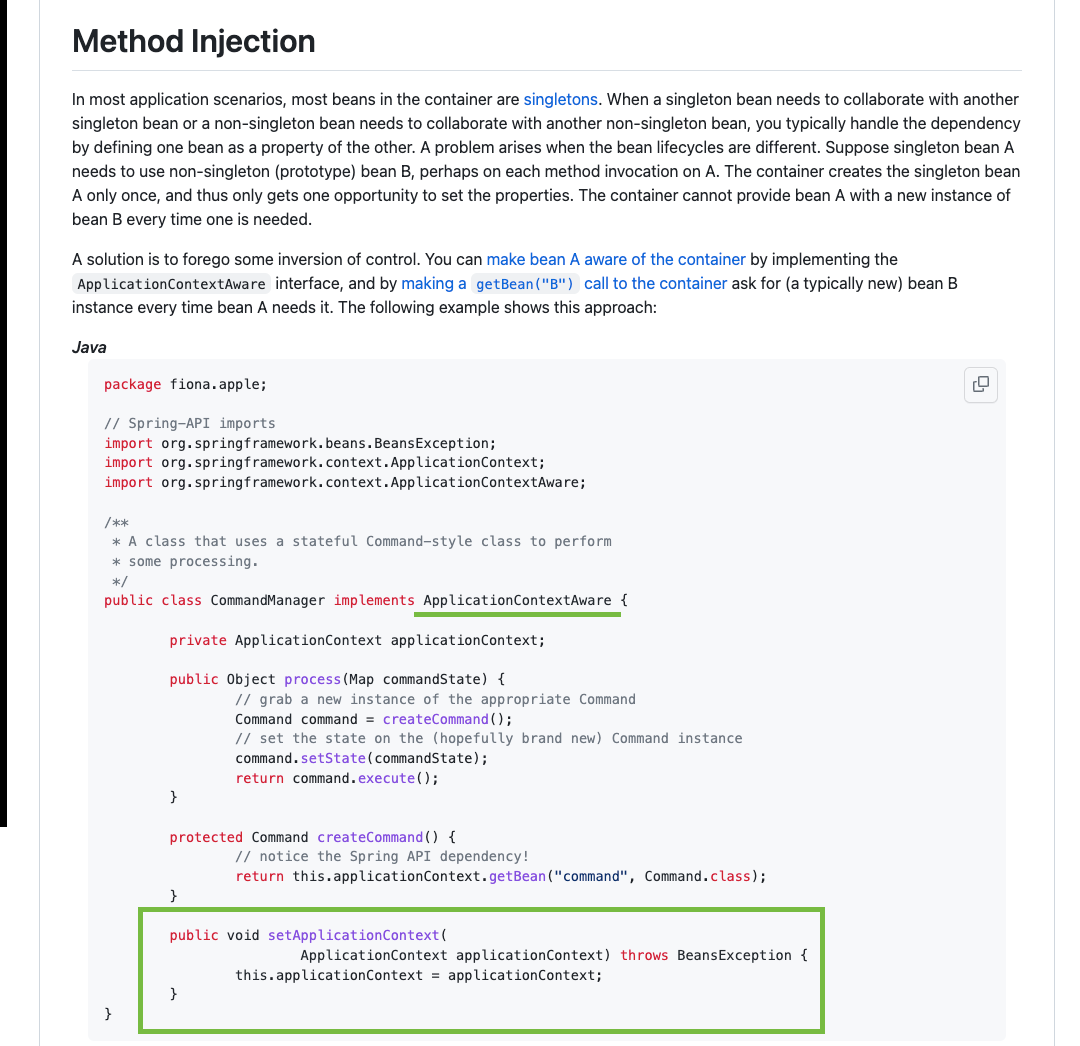 Method Injection
In most application scenarios, most beans in the container are singletons. When a singleton bean needs to collaborate with another
singleton bean or a non-singleton bean needs to collaborate with another non-singleton bean, you typically handle the dependency
by defining one bean as a property of the other. A problem arises when the bean lifecycles are different. Suppose singleton bean A
needs to use non-singleton (prototype) bean B, perhaps on each method invocation on A. The container creates the singleton bean
A only once, and thus only gets one opportunity to set the properties. The container cannot provide bean A with a new instance of
bean B every time one is needed.
A solution is to forego some inversion of control. You can make bean A aware of the container by implementing the
ApplicationContextAware interface, and by making a getBean("B") call to the container ask for (a typically new) bean B
instance every time bean A needs it. The following example shows this approach:
Java
package fiona.apple;
// Spring-API imports
import org.springframework.beans.BeansException;
import org.springframework.context.ApplicationContext;
import org.springframework.context.ApplicationContextAware;
/**
* A class that uses a stateful Command-style class to perform
* some processing.
*/
public class CommandManager implements ApplicationContextAware {
private ApplicationContext applicationContext;
public Object process(Map commandState) {
// grab a new instance of the appropriate Command
Command command = createCommand();
// set the state on the (hopefully brand new) Command instance
command.setState(commandState);
return command.execute();
}
protected Command createCommand() {
// notice the Spring API dependency!
return this.applicationContext.getBean("command", Command.class);
}
public void setApplicationContext(
ApplicationContext applicationContext) throws BeansException {
this.applicationContext = applicationContext;
}
}